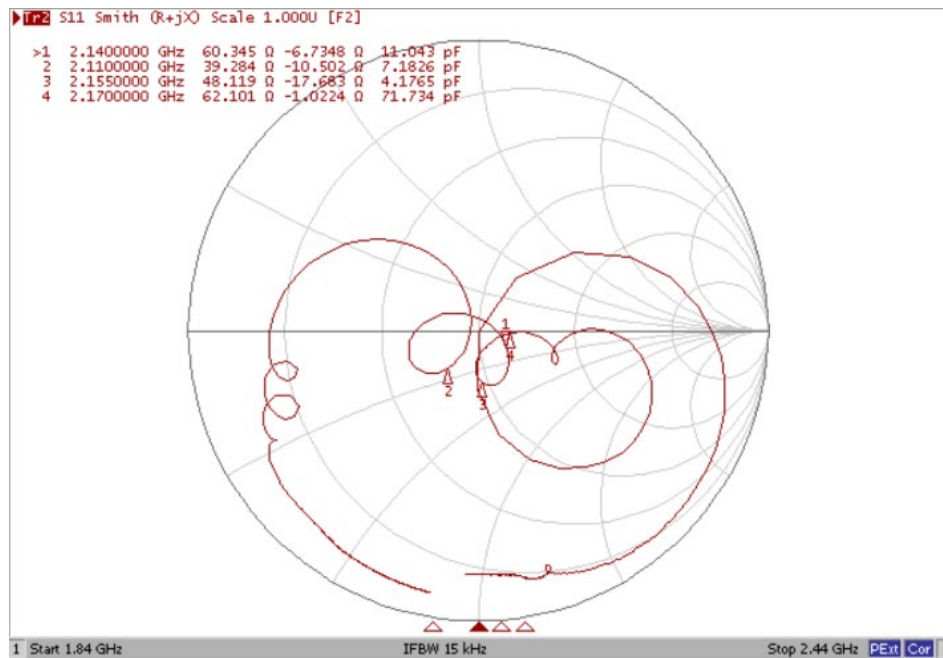 Tr2 S11 Smith (R+jX) Scale 1.000U [F2]
>1 2.1400000 GHz 60.345 Ω -6.7348 Ω 11.043 pF
2 2.1100000 GHz 39.284 Ω -10.502 Ω 7.1826 pF
3 2.1550000 GHz 48.119 Ω -17.683 Ω 4.1765 pF
4 2.1700000 GHz 62.101 Ω -1.0224 Ω 71.734 pF
1
4
2
3
1 Start 1.84 GHz IFBW 15 kHz Stop 2.44 GHz PExt Cor